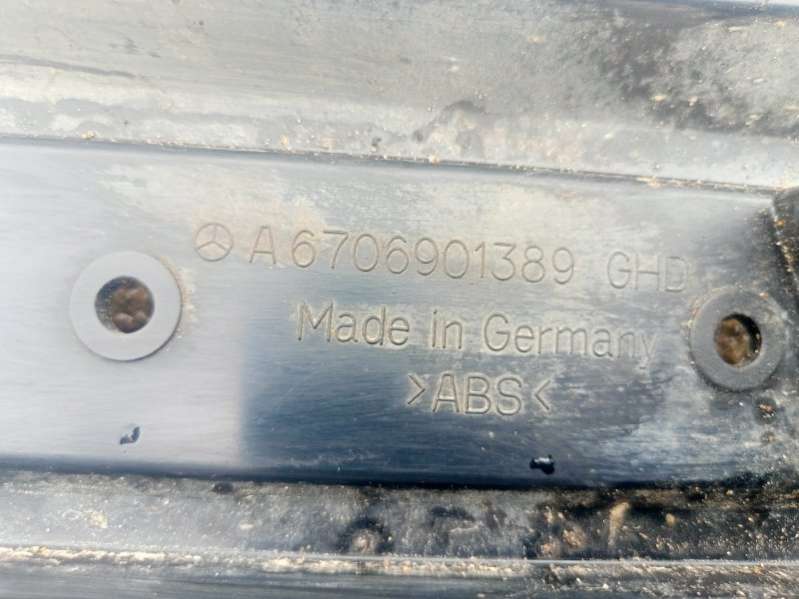 A 6706901389 GHD
Made in Germany
>ABS<